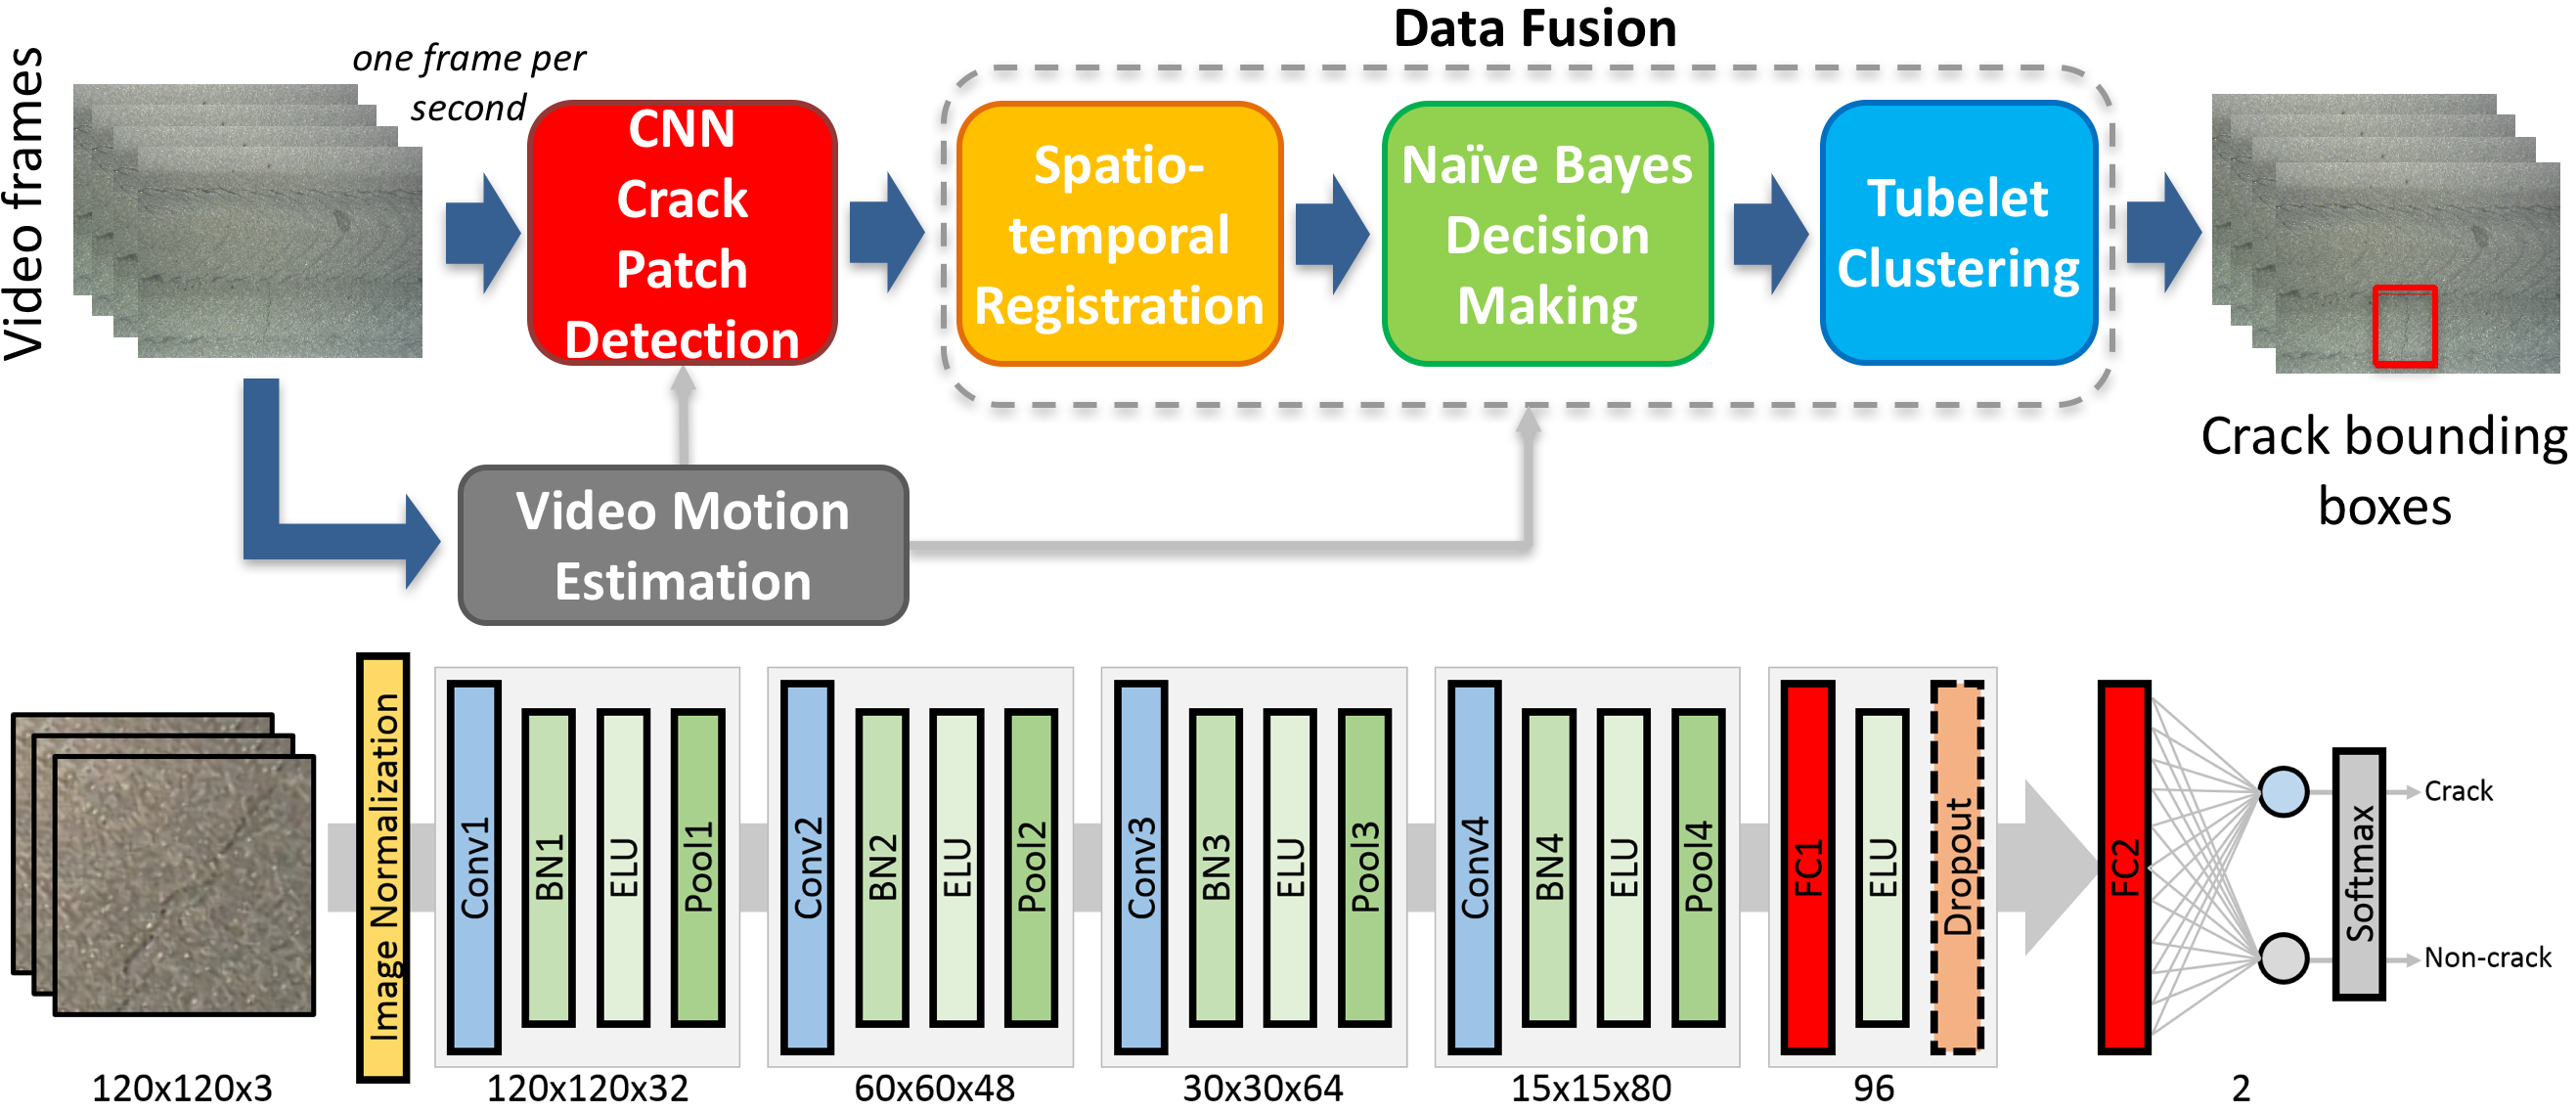 Video frames
one frame per
second
Data Fusion
CNN
Crack
Patch
Detection
Spatio-
temporal
Registration
Naïve Bayes
Decision
Making
Tubelet
Clustering
Crack bounding
boxes
Video Motion
Estimation
Image Normalization
Conv1
BN1
ELU
Pool1
Conv2
BN2
ELU
Pool2
Conv3
BN3
ELU
Pool3
Conv4
BN4
ELU
Pool4
FC1
ELU
Dropout
FC2
Softmax
Crack
Non-crack
120x120x3
120x120x32
60x60x48
30x30x64
15x15x80
96
2